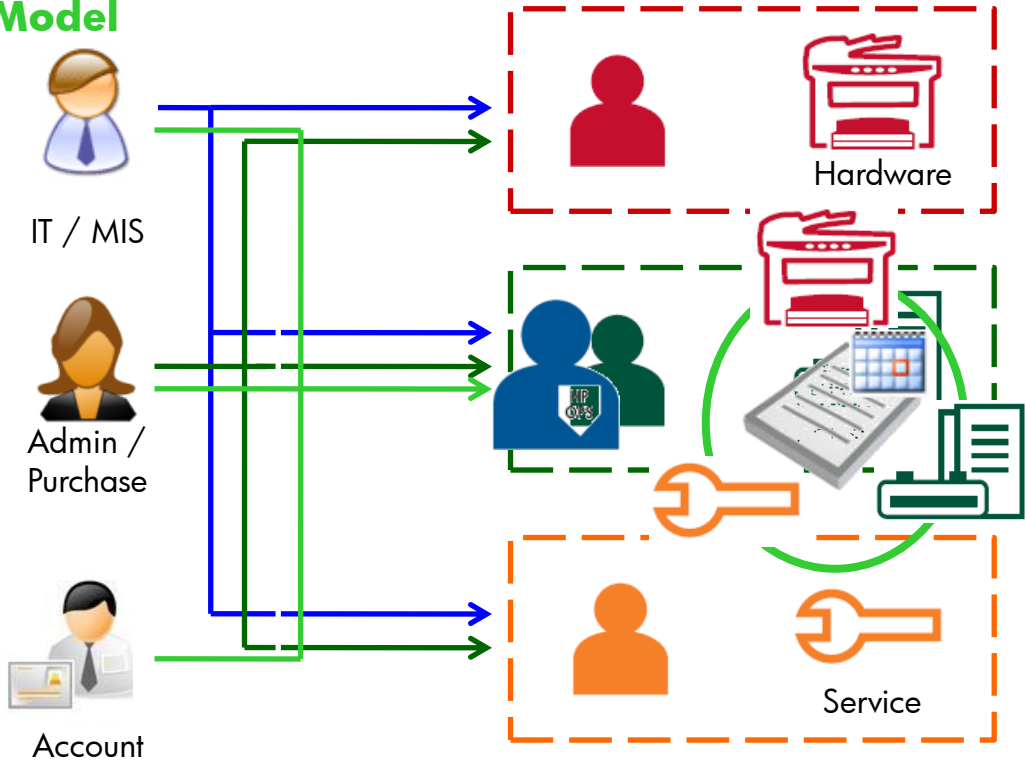 Model
Hardware
IT / MIS
HP
OPS
Admin /
Purchase
Service
Account